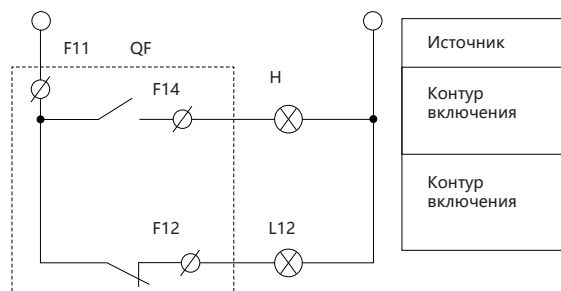 F11 QF
F14
H
F12
L12
Источник
Контур
включения
Контур
включения